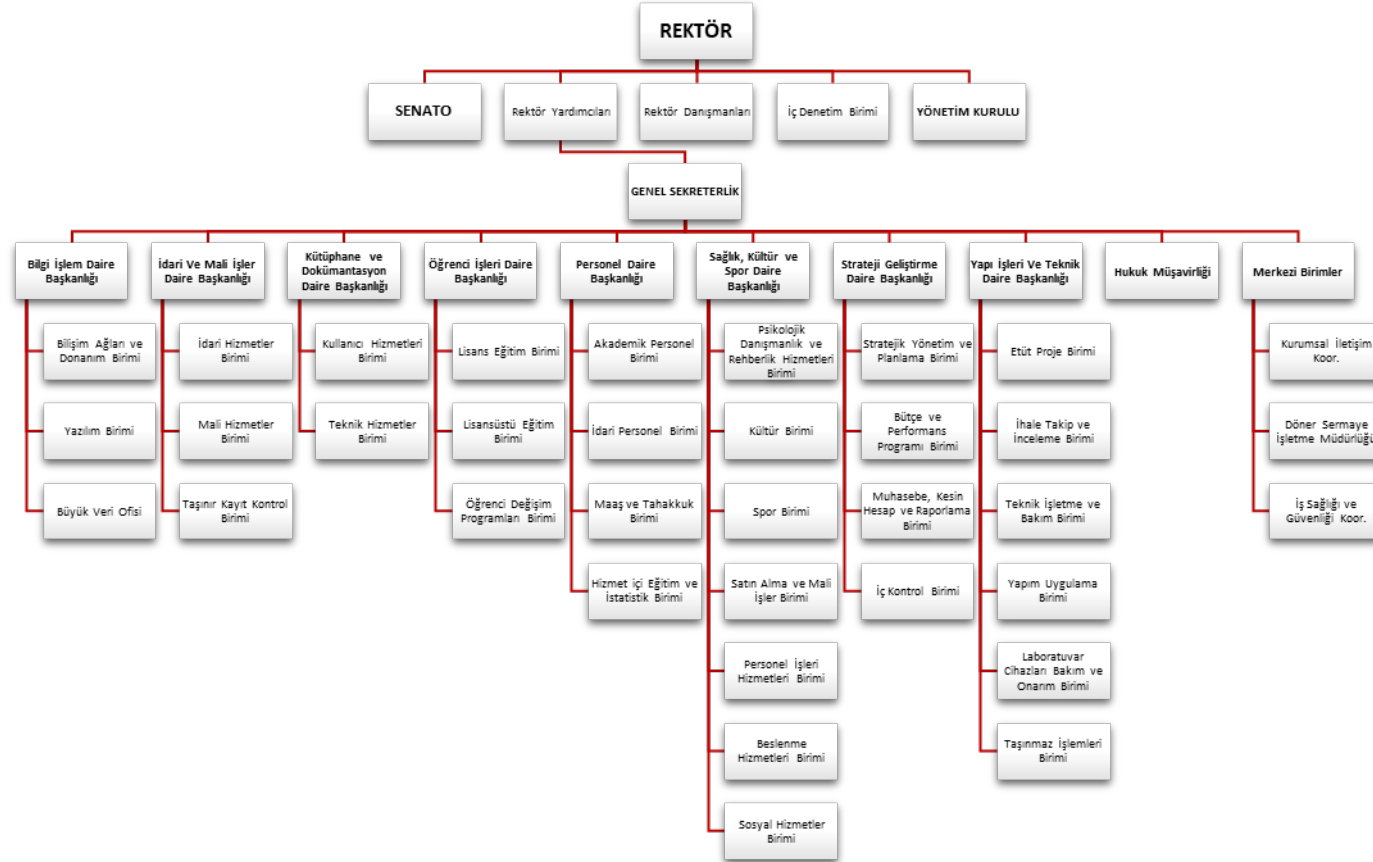 REKTÖR
SENATO
Rektör Yardımcıları
Rektör Danışmanları
İç Denetim Birimi
YÖNETİM KURULU
GENEL SEKRETERLİK
Bilgi İşlem Daire
Başkanlığı
Bilişim Ağları ve
Donanım Birimi
Yazılım Birimi
Büyük Veri Ofisi
İdari Ve Mali İşler
Daire Başkanlığı
İdari Hizmetler
Birimi
Mali Hizmetler
Birimi
Taşınır Kayıt Kontrol
Birimi
Kütüphane ve
Dokümantasyon
Daire Başkanlığı
Kullanıcı Hizmetleri
Birimi
Teknik Hizmetler
Birimi
Öğrenci İşleri Daire
Başkanlığı
Lisans Eğitim Birimi
Lisansüstü Eğitim
Birimi
Öğrenci Değişim
Programları Birimi
Personel Daire
Başkanlığı
Akademik Personel
Birimi
İdari Personel Birimi
Maaş ve Tahakkuk
Birimi
Hizmet içi Eğitim ve
İstatistik Birimi
Sağlık, Kültür ve
Spor Daire
Başkanlığı
Psikolojik
Danışmanlık ve
Rehberlik Hizmetleri
Birimi
Kültür Birimi
Spor Birimi
Satın Alma ve Mali
İşler Birimi
Personel İşleri
Hizmetleri Birimi
Beslenme
Hizmetleri Birimi
Sosyal Hizmetler
Birimi
Strateji Geliştirme
Daire Başkanlığı
Stratejik Yönetim ve
Planlama Birimi
Bütçe ve
Performans
Programı Birimi
Muhasebe, Kesin
Hesap ve Raporlama
Birimi
İç Kontrol Birimi
Yapı İşleri Ve Teknik
Daire Başkanlığı
Etüt Proje Birimi
İhale Takip ve
İnceleme Birimi
Teknik İşletme ve
Bakım Birimi
Yapım Uygulama
Birimi
Laboratuvar
Cihazları Bakım ve
Onarım Birimi
Taşınmaz İşlemleri
Birimi
Hukuk Müşavirliği
Merkezi Birimler
Kurumsal İletişim
Koor.
Döner Sermaye
İşletme Müdürlüğü
İş Sağlığı ve
Güvenliği Koor.